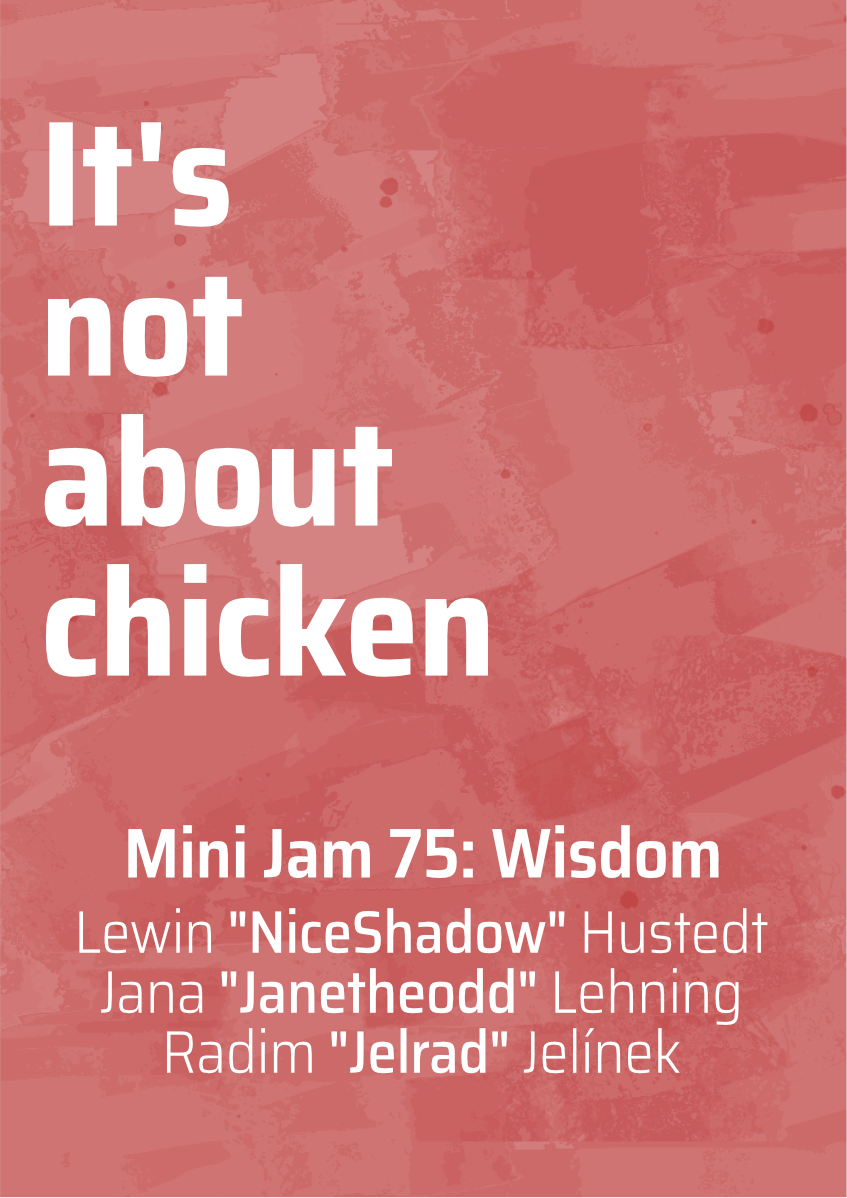 It's
not
about
chicken
Mini Jam 75: Wisdom
Lewin "NiceShadow" Hustedt
Jana "Janetheodd" Lehning
Radim "Jelrad" Jelínek